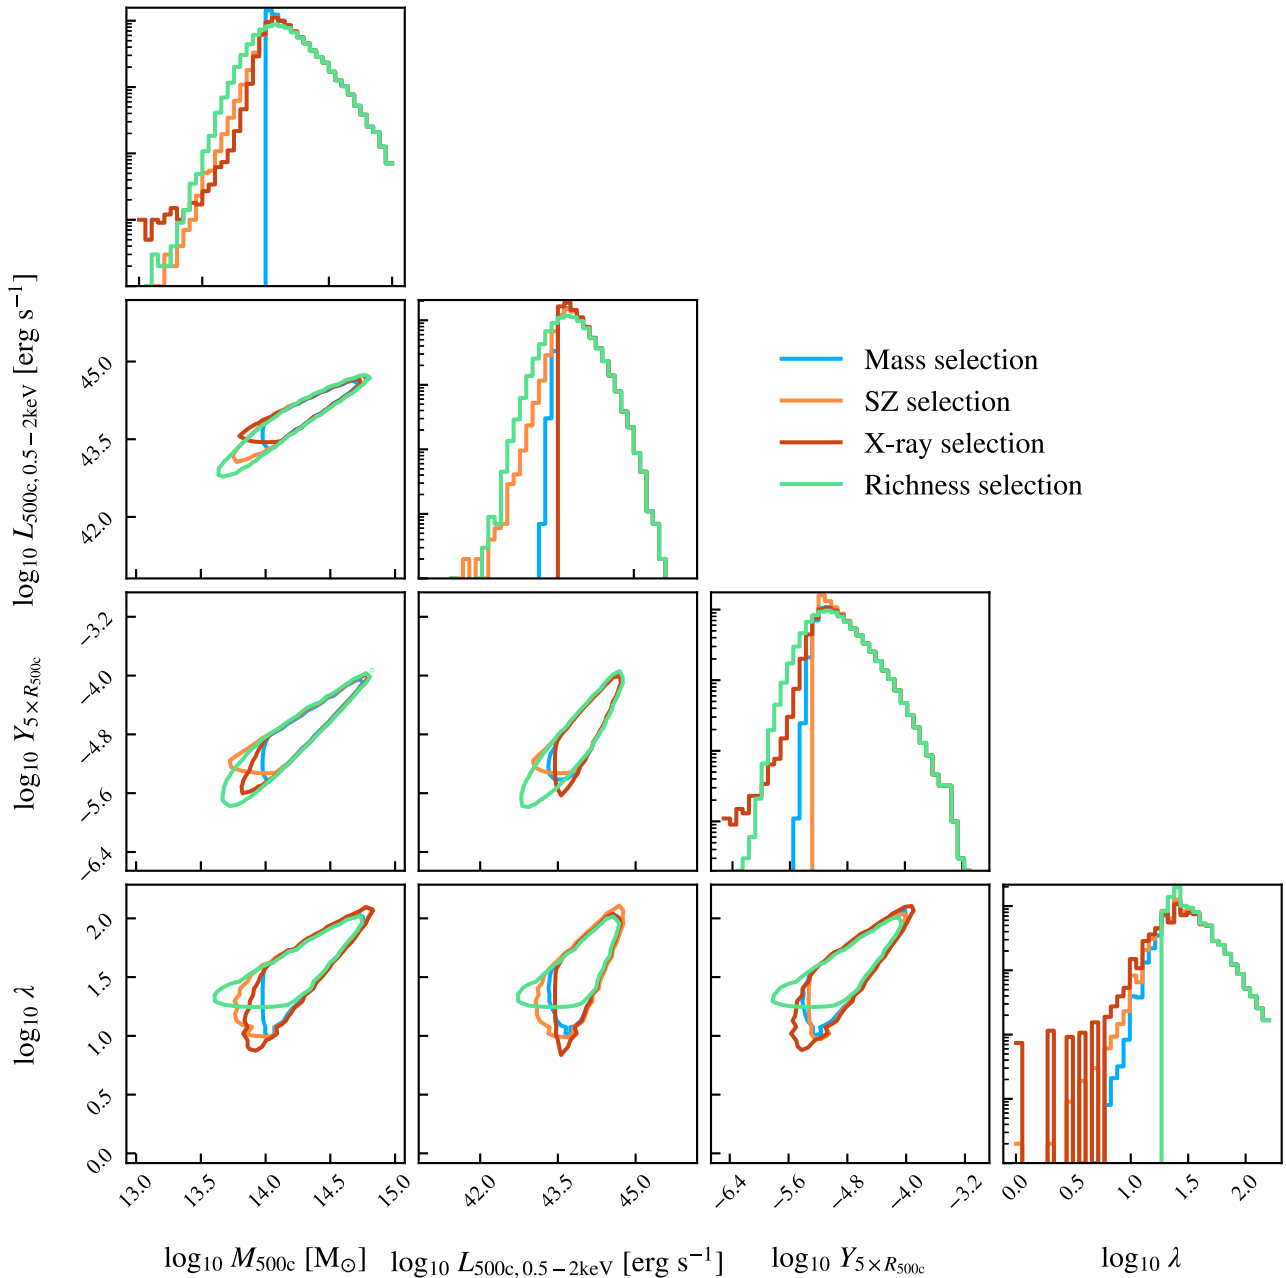 log₁₀ L₅₀₀c, 0.5−2keV [erg s⁻¹]
45.0
43.5
42.0
Mass selection
SZ selection
X-ray selection
Richness selection
log₁₀ Y₅×R₅₀₀c
−3.2
−4.0
−4.8
−5.6
−6.4
log₁₀ λ
2.0
1.5
1.0
0.5
0.0
13.0 13.5 14.0 14.5 15.0 42.0 43.5 45.0 −6.4 −5.6 −4.8 −4.0 −3.2 0.0 0.5 1.0 1.5 2.0
log₁₀ M₅₀₀c [M⊙] log₁₀ L₅₀₀c, 0.5−2keV [erg s⁻¹] log₁₀ Y₅×R₅₀₀c log₁₀ λ